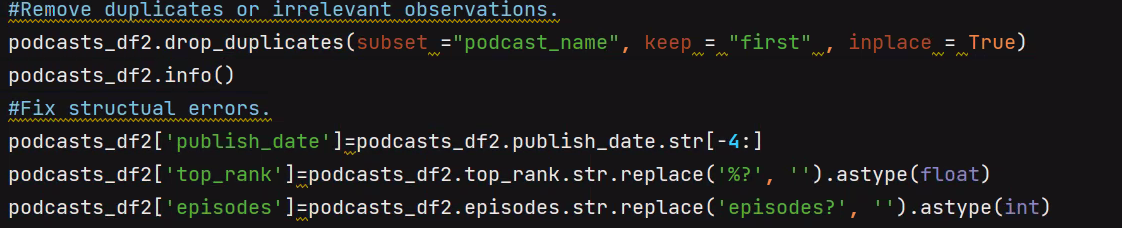 #Remove duplicates or irrelevant observations.
podcasts_df2.drop_duplicates(subset ="podcast_name", keep = "first" , inplace = True)
podcasts_df2.info()
#Fix structual errors.
podcasts_df2['publish_date']=podcasts_df2.publish_date.str[-4:]
podcasts_df2['top_rank']=podcasts_df2.top_rank.str.replace('%?', '').astype(float)
podcasts_df2['episodes']=podcasts_df2.episodes.str.replace('episodes?', '').astype(int)